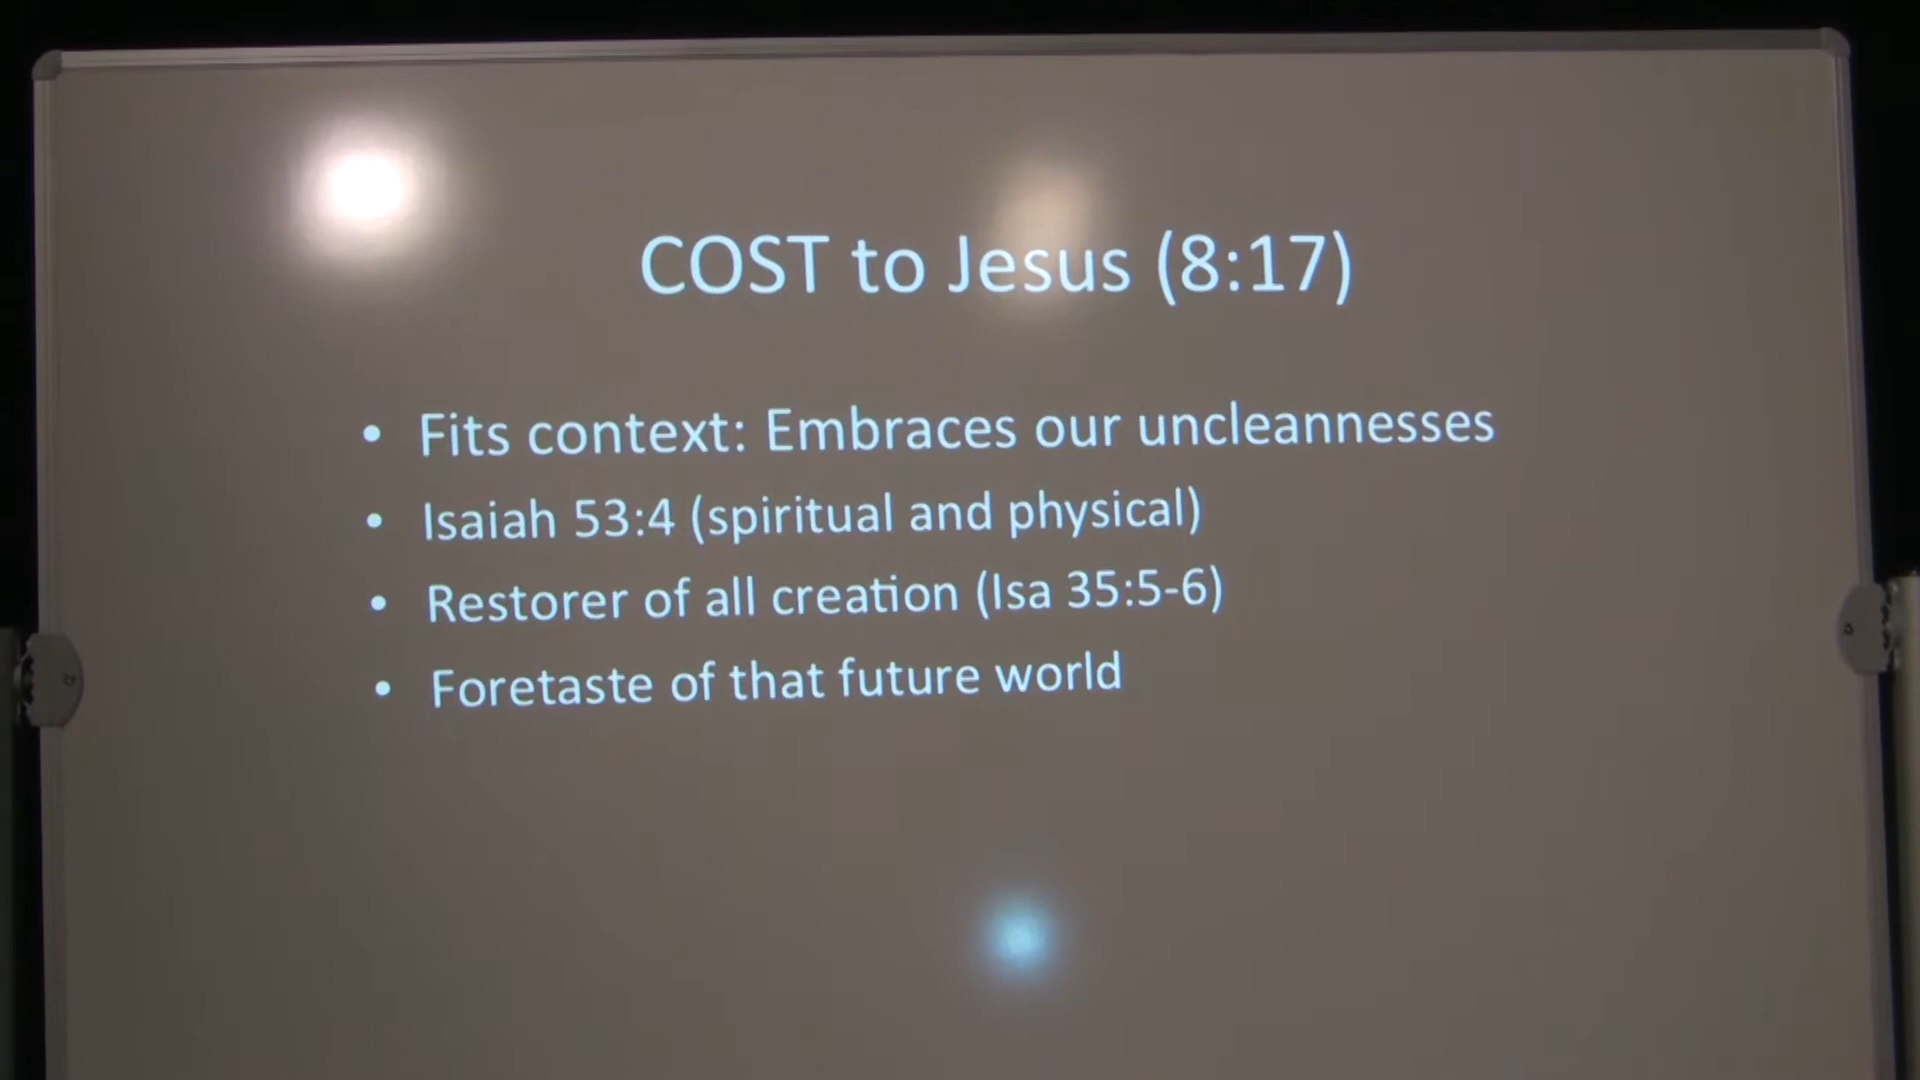 COST to Jesus (8:17)
• Fits context: Embraces our uncleannesses
• Isaiah 53:4 (spiritual and physical)
• Restorer of all creation (Isa 35:5-6)
• Foretaste of that future world